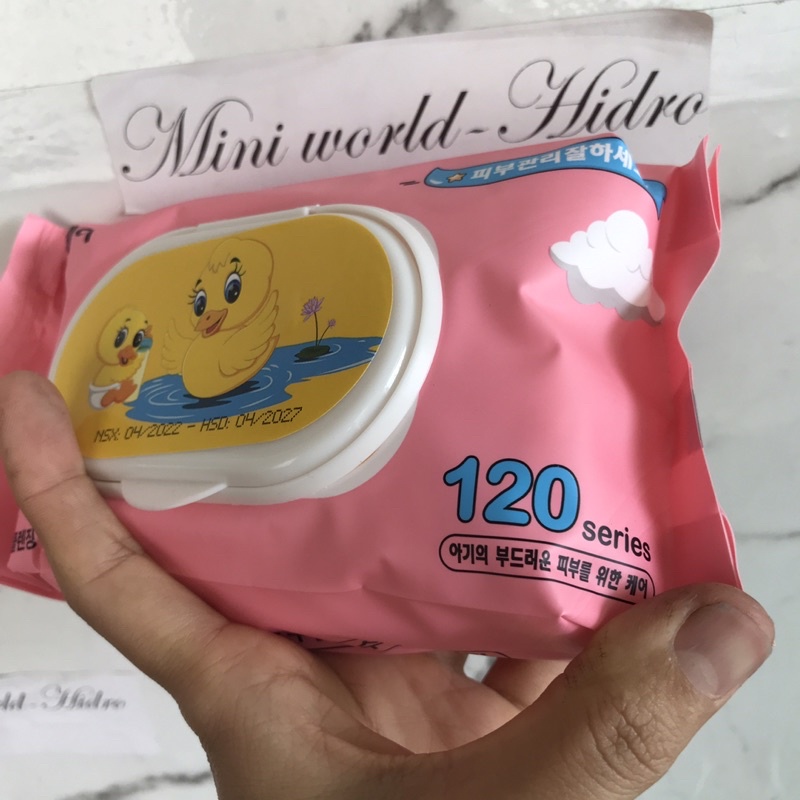 Mini world-Hidro
피부관리잘하세
NSX: 04/2022 - HSD: 04/2027
120
series
아기의 부드러운 피부를 위한 케어
Hidro